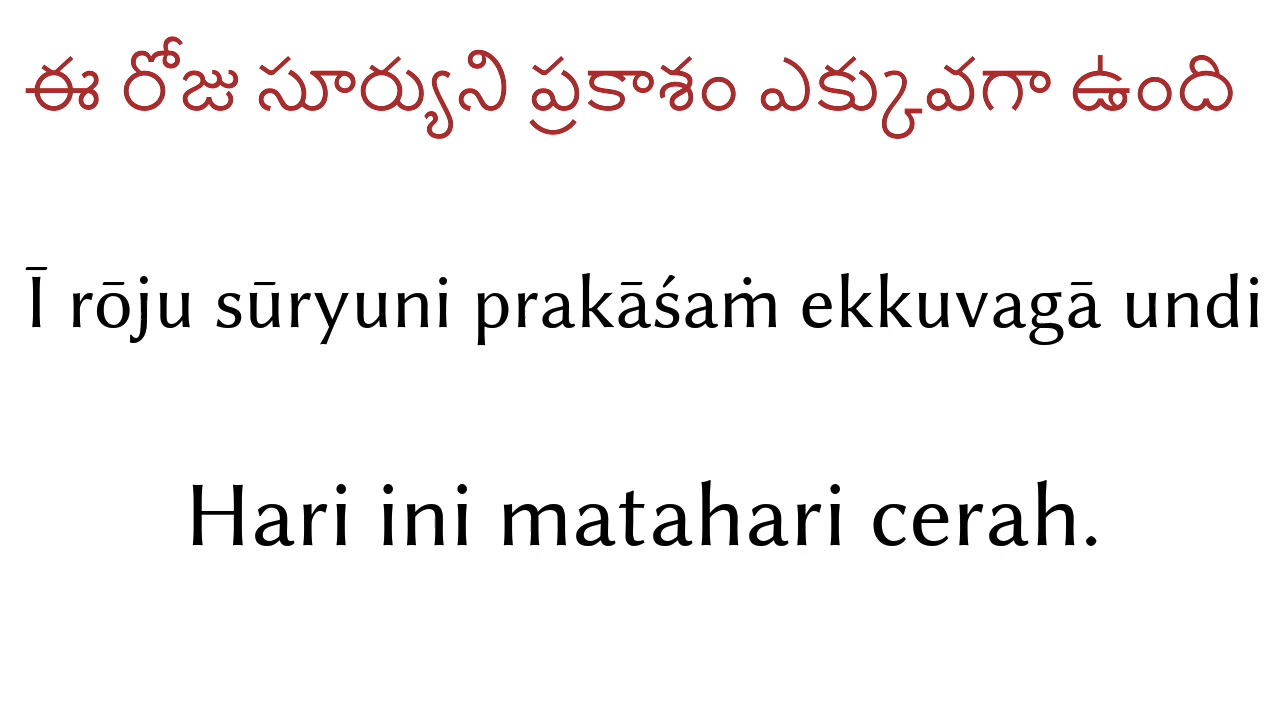 ఈ రోజు సూర్యుని ప్రకాశం ఎక్కువగా ఉంది
Ī rōju sūryuni prakāśaṁ ekkuvagā undi
Hari ini matahari cerah.